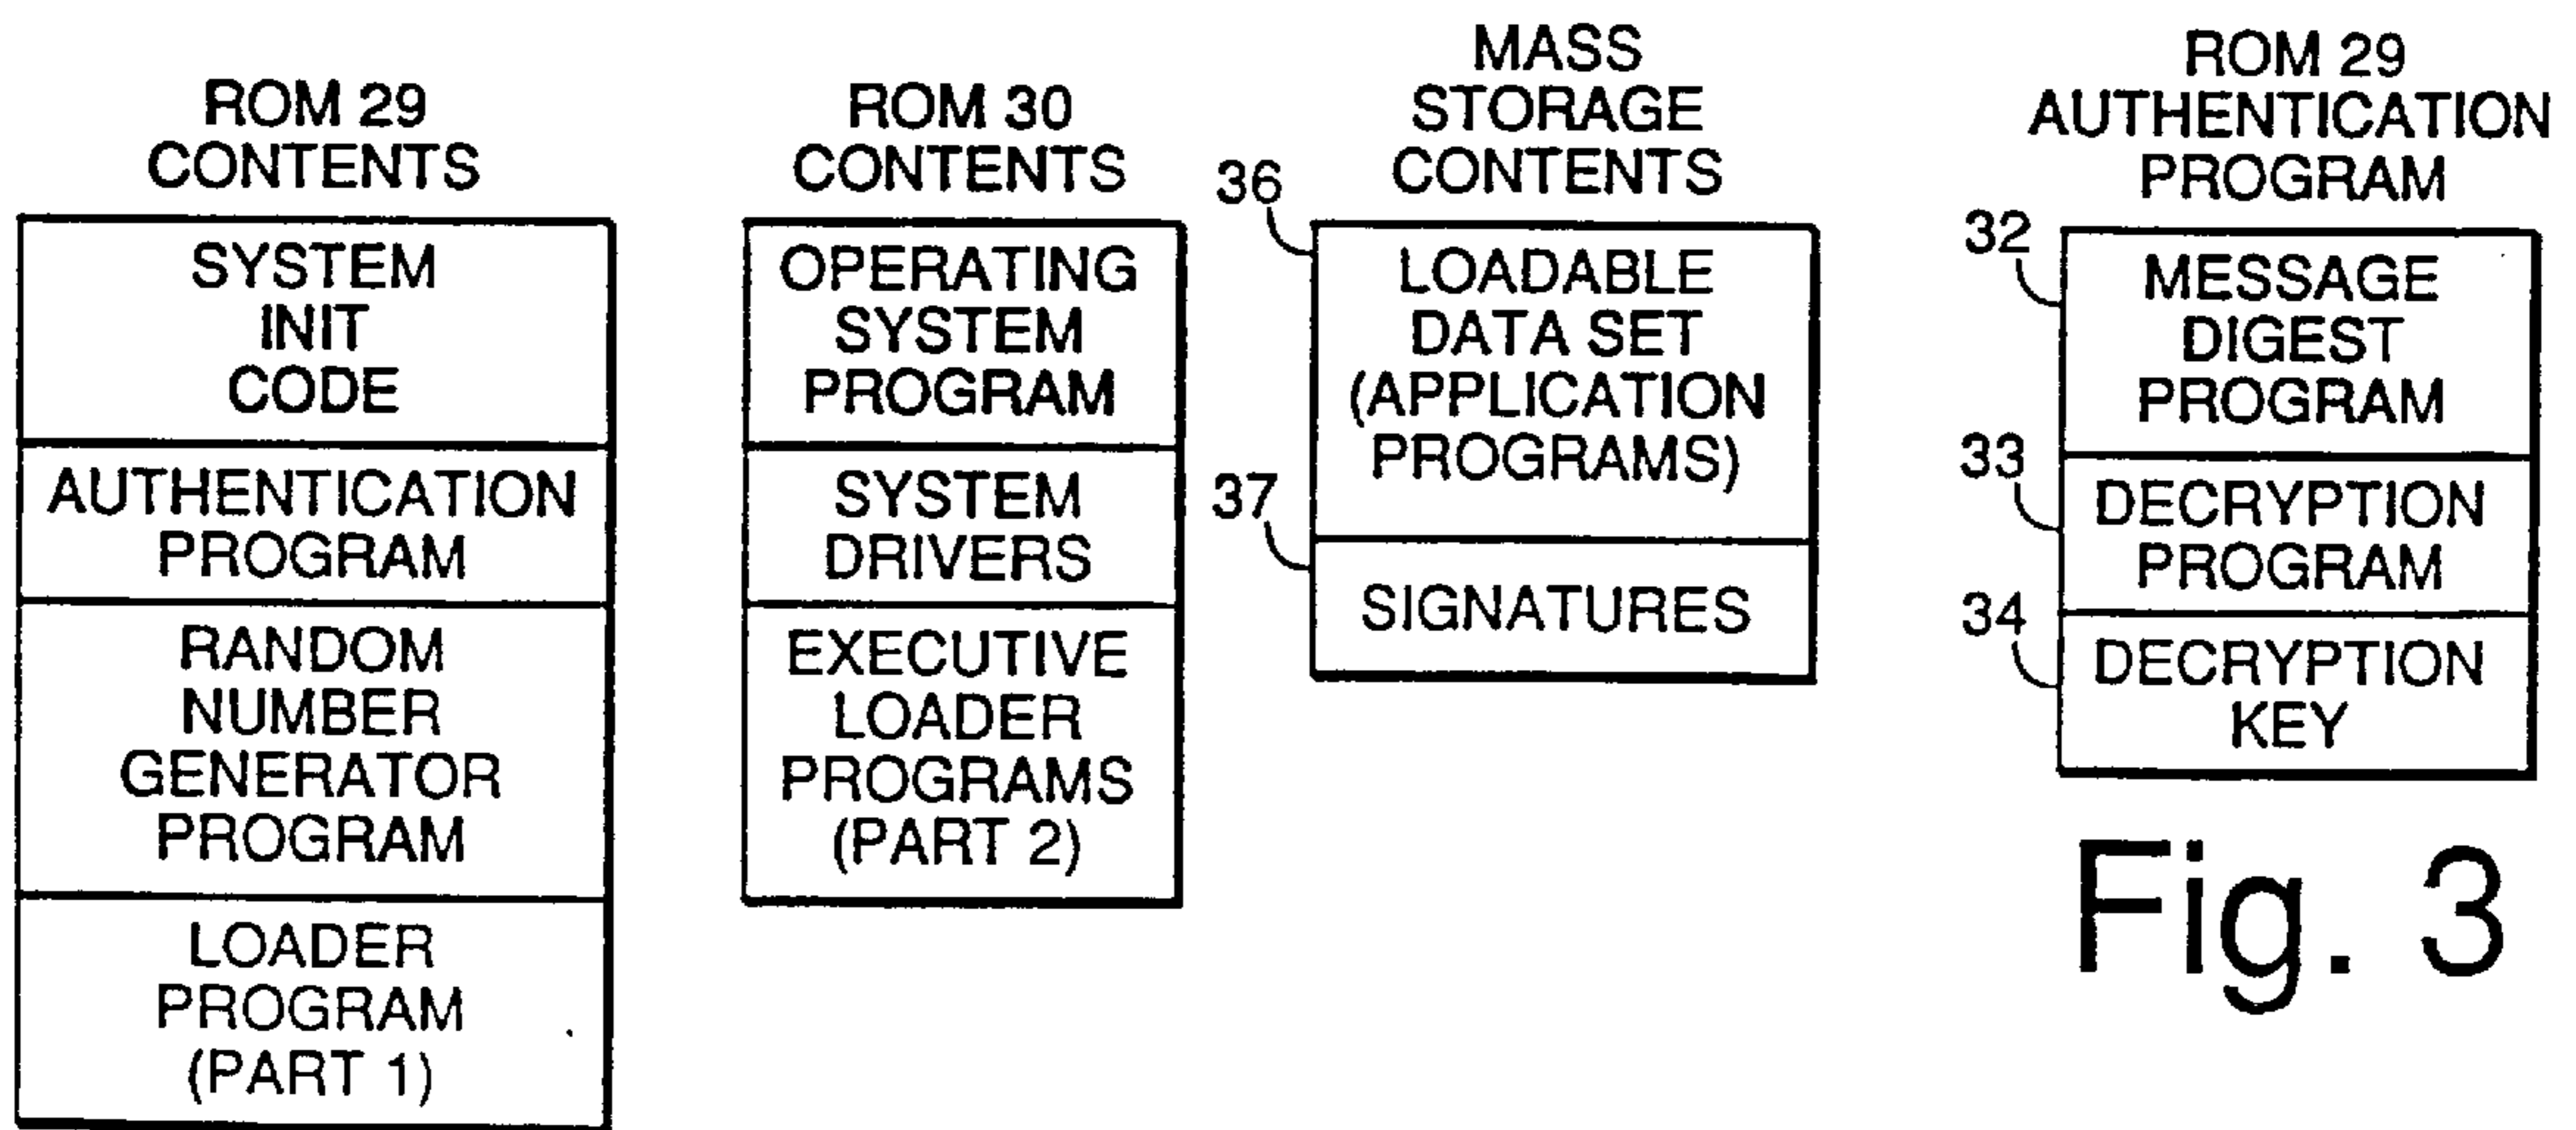 ROM 29
CONTENTS
SYSTEM
INIT
CODE
AUTHENTICATION
PROGRAM
RANDOM
NUMBER
GENERATOR
PROGRAM
LOADER
PROGRAM
(PART 1)
ROM 30
CONTENTS
OPERATING
SYSTEM
PROGRAM
SYSTEM
DRIVERS
EXECUTIVE
LOADER
PROGRAMS
(PART 2)
MASS
STORAGE
CONTENTS
36
LOADABLE
DATA SET
(APPLICATION
PROGRAMS)
37
SIGNATURES
ROM 29
AUTHENTICATION
PROGRAM
32
MESSAGE
DIGEST
PROGRAM
33
DECRYPTION
PROGRAM
34
DECRYPTION
KEY
Fig. 3